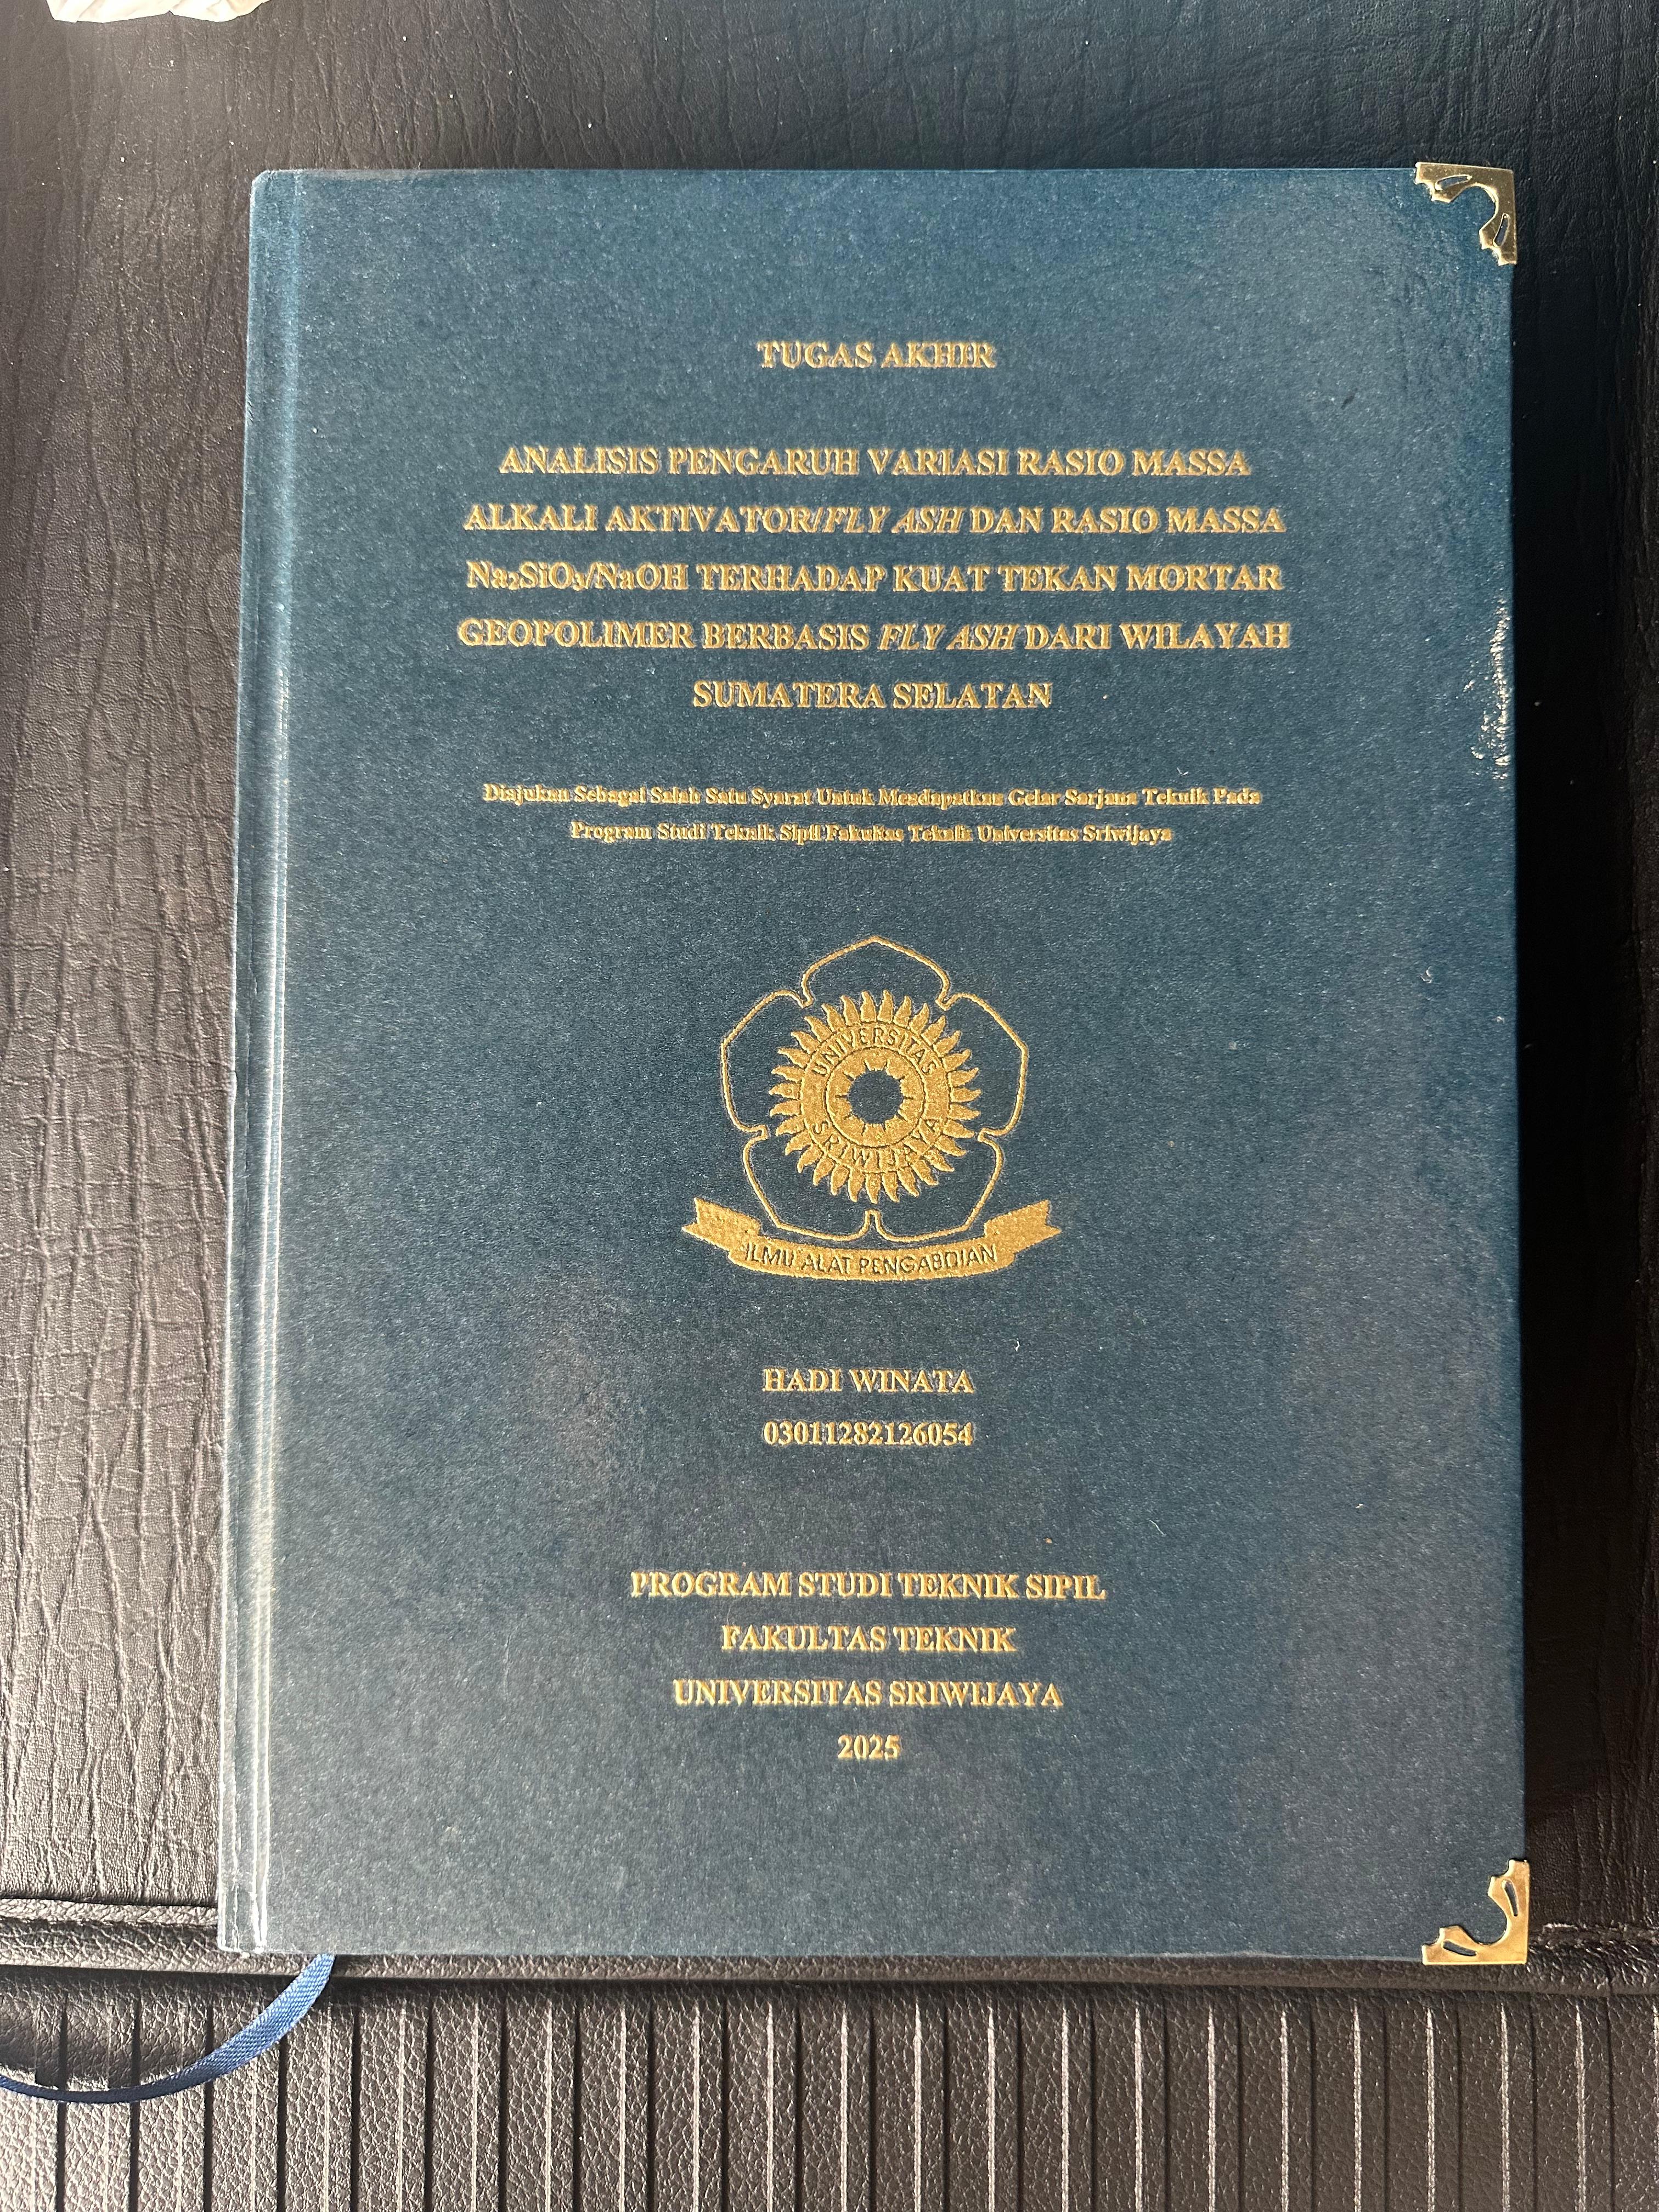 TUGAS AKHIR
ANALISIS PENGARUH VARIASI RASIO MASSA
ALKALI AKTIVATOR/FLY ASH DAN RASIO MASSA
Na₂SiO₃/NaOH TERHADAP KUAT TEKAN MORTAR
GEOPOLIMER BERBASIS FLY ASH DARI WILAYAH
SUMATERA SELATAN
Diajukan Sebagai Salah Satu Syarat Untuk Mendapatkan Gelar Sarjana Teknik Pada
Program Studi Teknik Sipil Fakultas Teknik Universitas Sriwijaya
UNIVERSITAS
SRIWIJAYA
ILMU ALAT PENGABDIAN
HADI WINATA
03011282126054
PROGRAM STUDI TEKNIK SIPIL
FAKULTAS TEKNIK
UNIVERSITAS SRIWIJAYA
2025